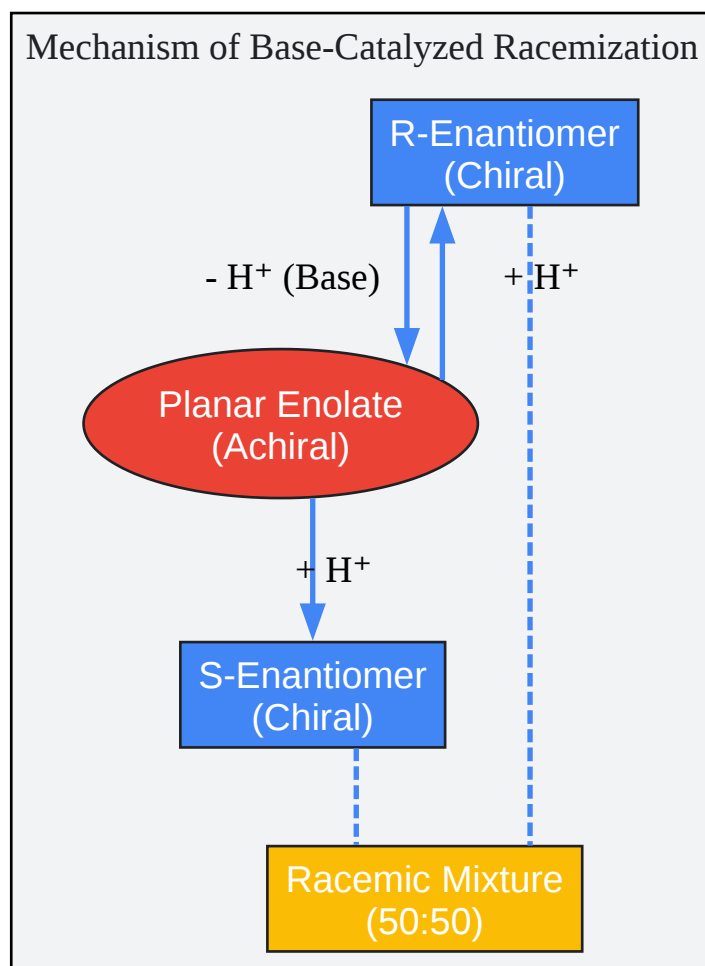 Mechanism of Base-Catalyzed Racemization
R-Enantiomer
(Chiral)
- H⁺ (Base)
+ H⁺
Planar Enolate
(Achiral)
+ H⁺
S-Enantiomer
(Chiral)
Racemic Mixture
(50:50)